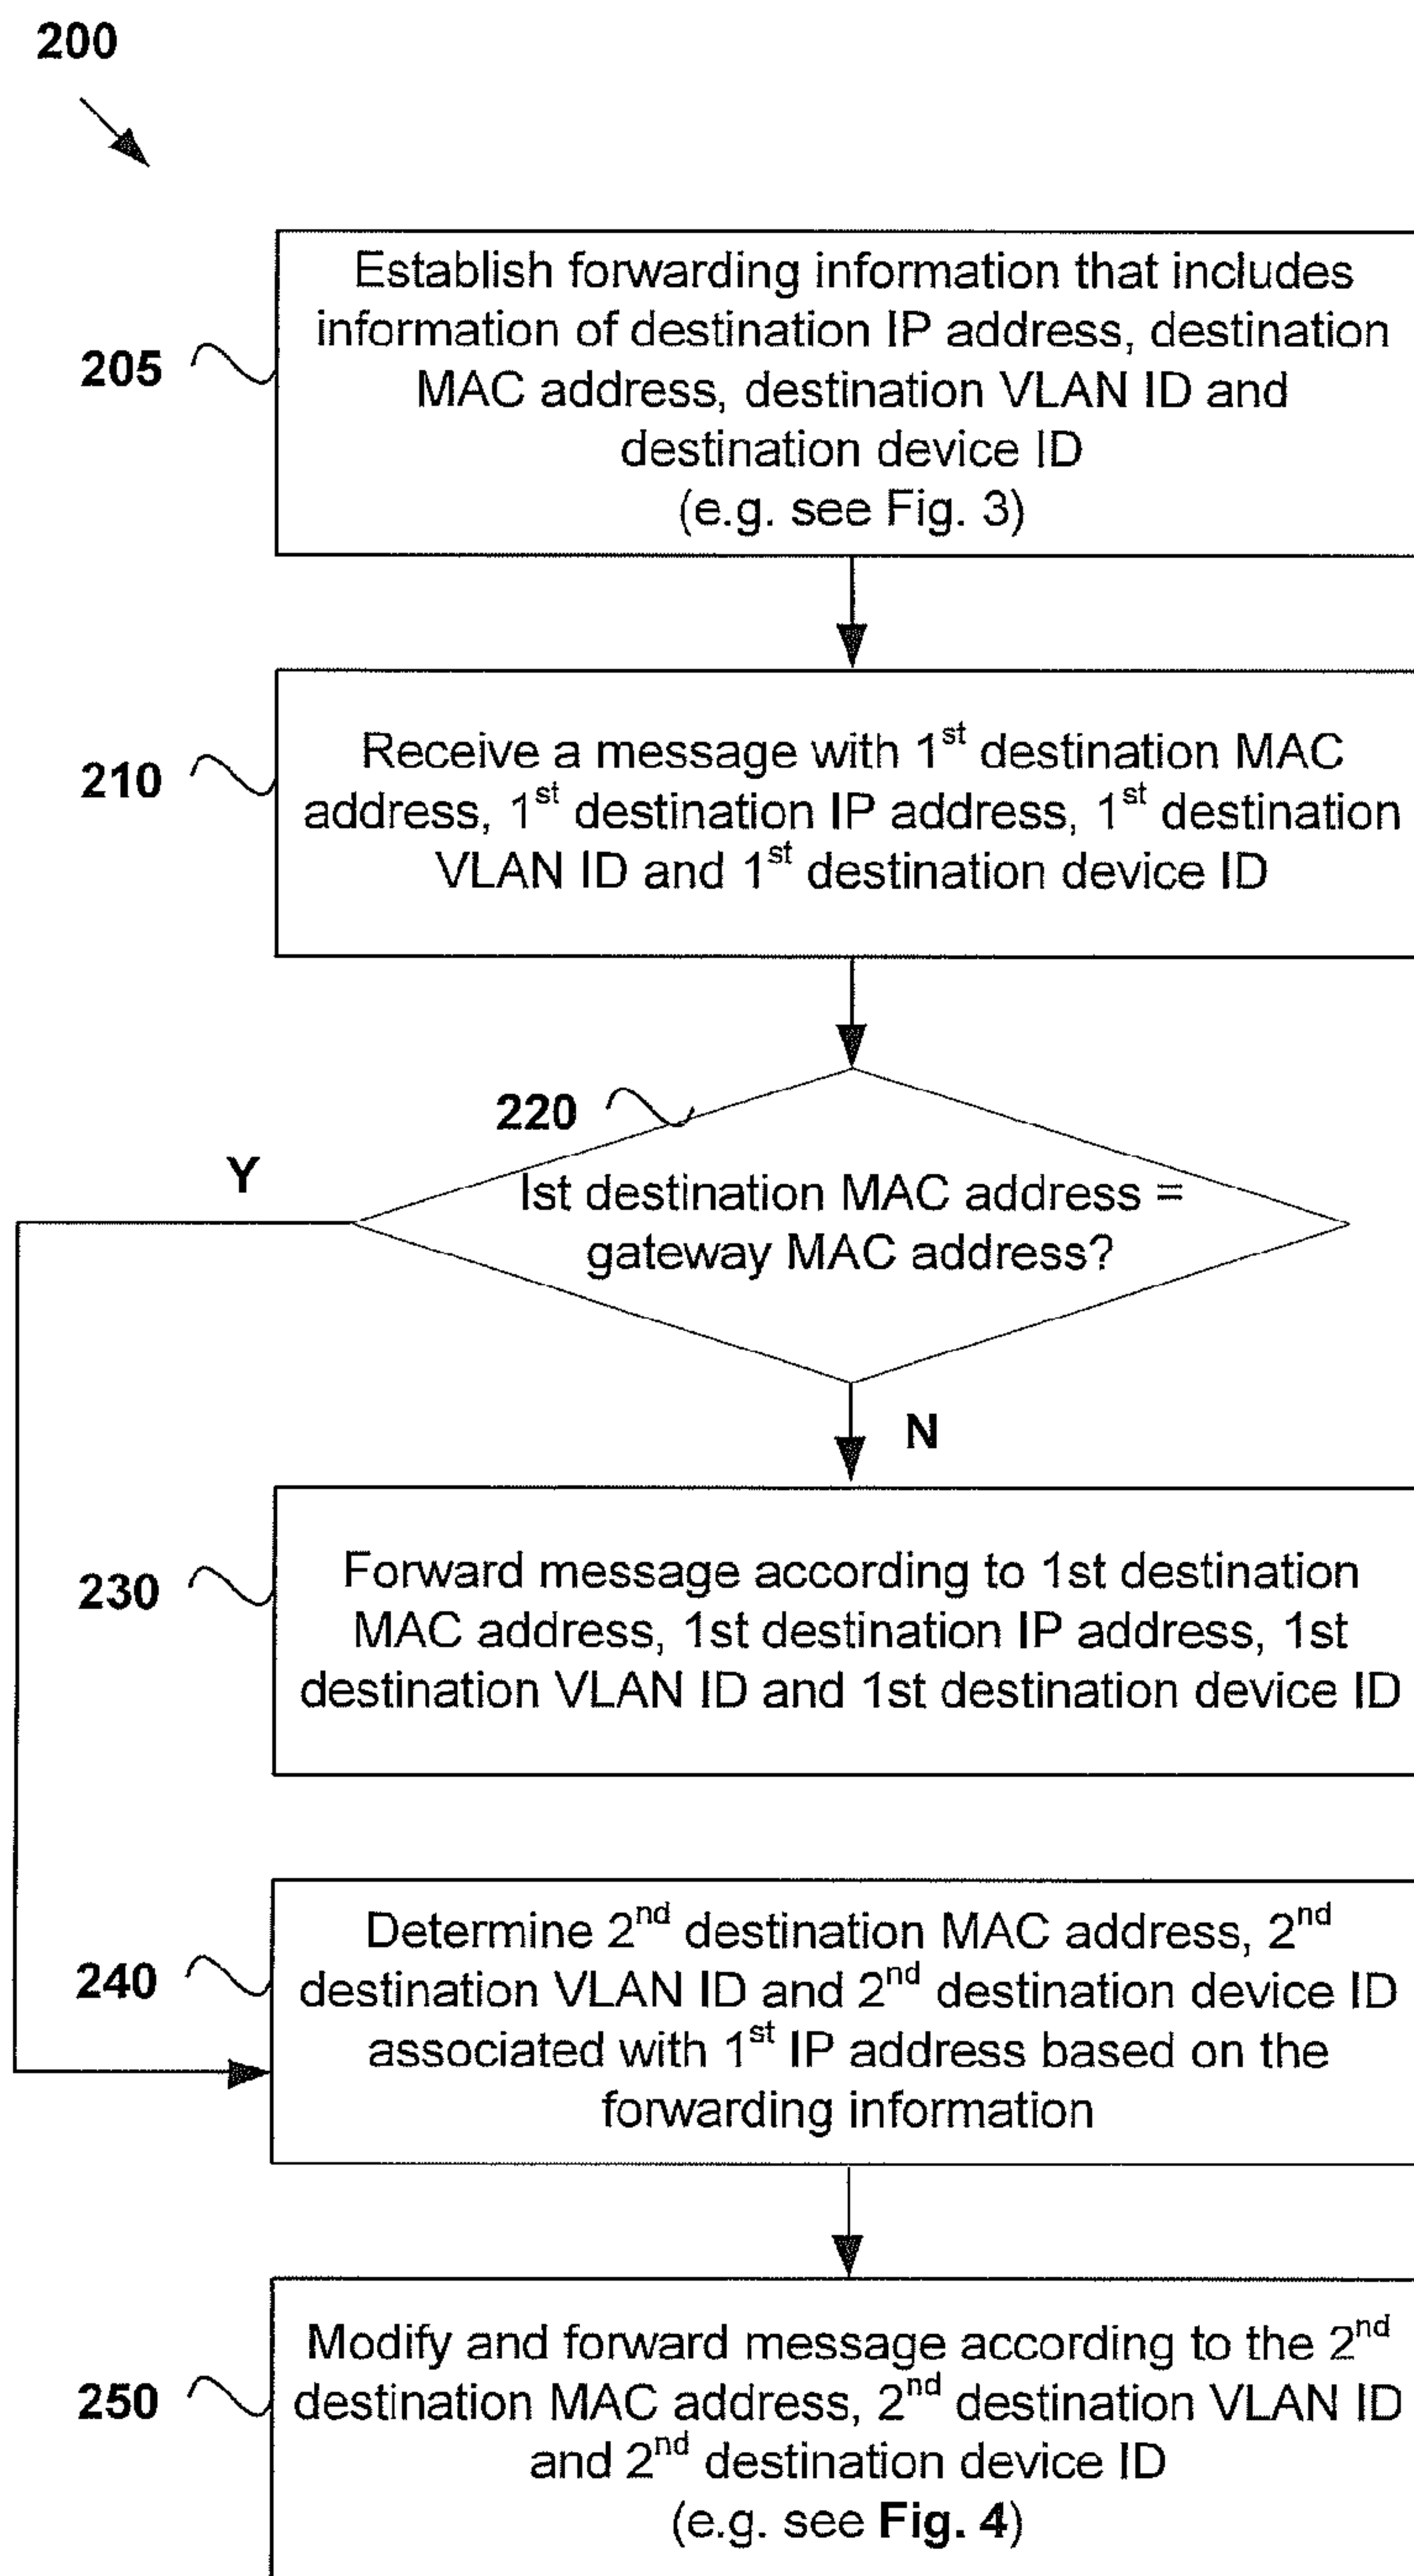 200
Establish forwarding information that includes
information of destination IP address, destination
MAC address, destination VLAN ID and
destination device ID
(e.g. see Fig. 3)
205
Receive a message with 1st destination MAC
address, 1st destination IP address, 1st destination
VLAN ID and 1st destination device ID
210
220
Y
Ist destination MAC address =
gateway MAC address?
N
Forward message according to 1st destination
MAC address, 1st destination IP address, 1st
destination VLAN ID and 1st destination device ID
230
Determine 2nd destination MAC address, 2nd
destination VLAN ID and 2nd destination device ID
associated with 1st IP address based on the
forwarding information
240
Modify and forward message according to the 2nd
destination MAC address, 2nd destination VLAN ID
and 2nd destination device ID
(e.g. see Fig. 4)
250